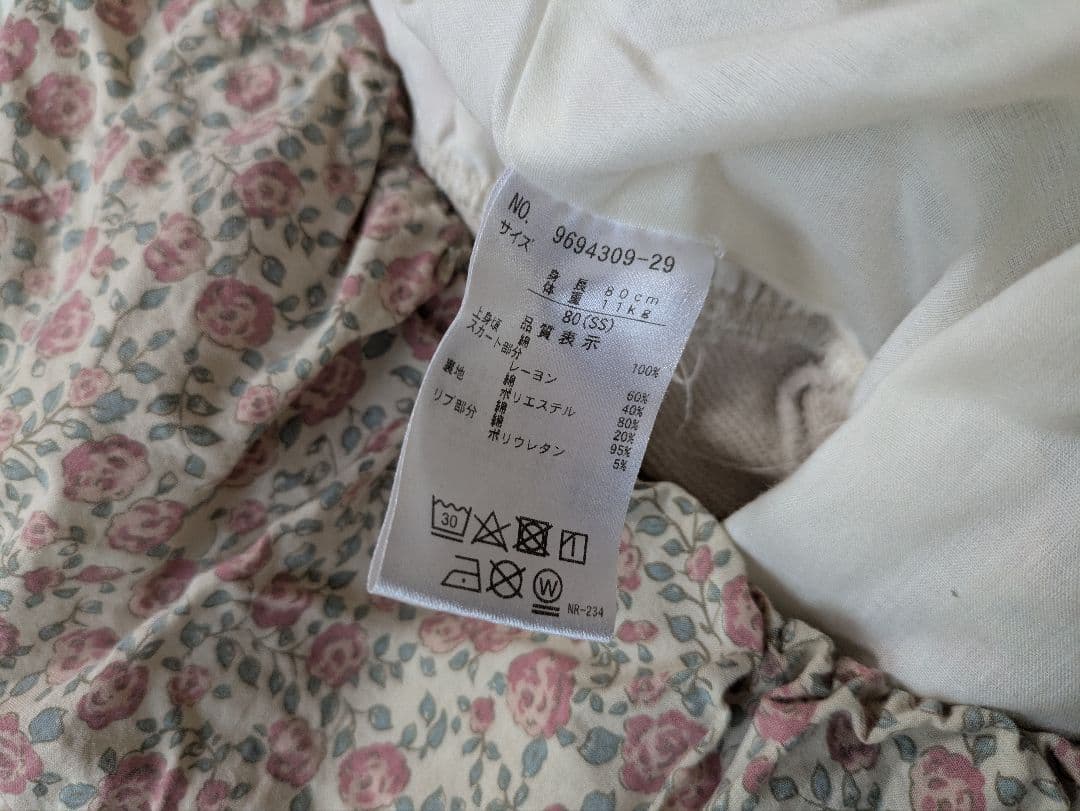 NO. 9694309-29
サイズ
身長 80cm
体重 11kg
80(SS)
品質表示
上身頃 綿 100%
スカート部分
レーヨン 60%
綿 40%
裏地 ポリエステル 80%
綿 20%
リブ部分 綿 95%
ポリウレタン 5%
30
W
NR-234